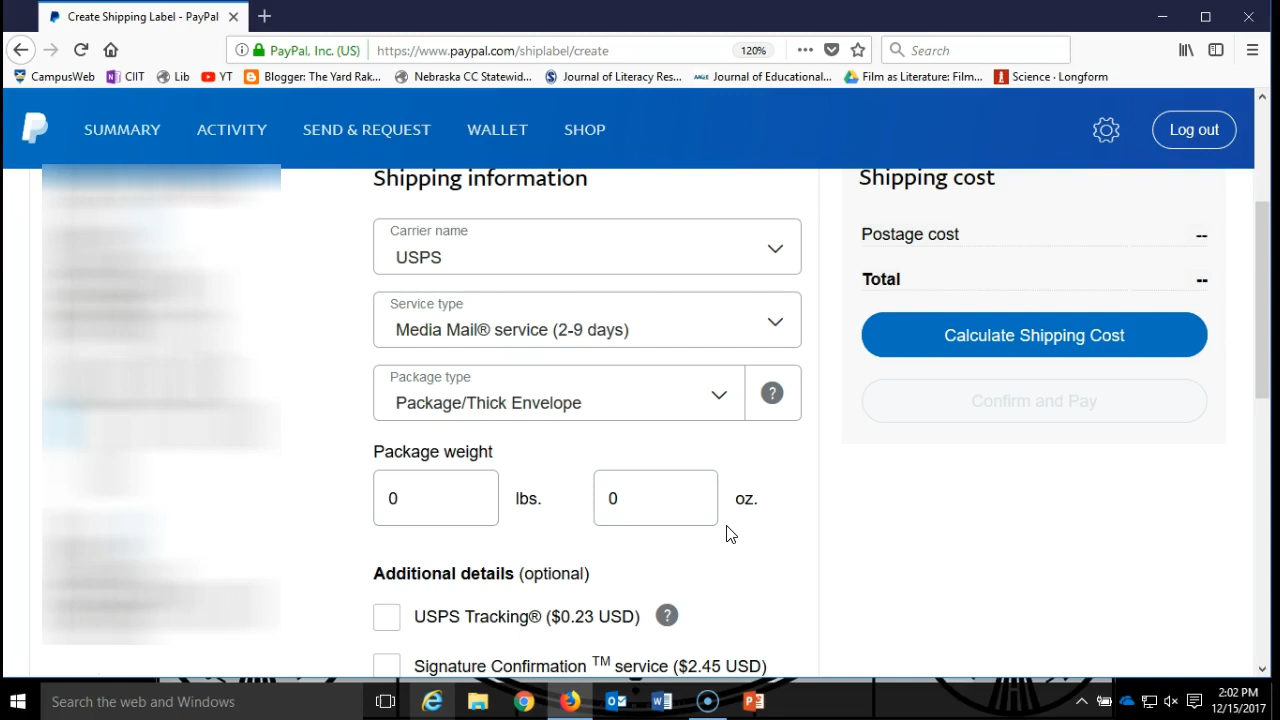 Create Shipping Label - PayPal
PayPal, Inc. (US)
https://www.paypal.com/shiplabel/create
120%
Search
CampusWeb
CIIT
Lib
YT
Blogger: The Yard Rak...
Nebraska CC Statewid...
Journal of Literacy Res...
Journal of Educational...
Film as Literature: Film...
Science · Longform
SUMMARY
ACTIVITY
SEND & REQUEST
WALLET
SHOP
Log out
Shipping information
Carrier name
USPS
Service type
Media Mail® service (2-9 days)
Package type
Package/Thick Envelope
?
Package weight
0 lbs.
0 oz.
Additional details (optional)
USPS Tracking® ($0.23 USD) ?
Signature Confirmation TM service ($2.45 USD)
Shipping cost
Postage cost --
Total --
Calculate Shipping Cost
Confirm and Pay
Search the web and Windows
2:02 PM
12/15/2017